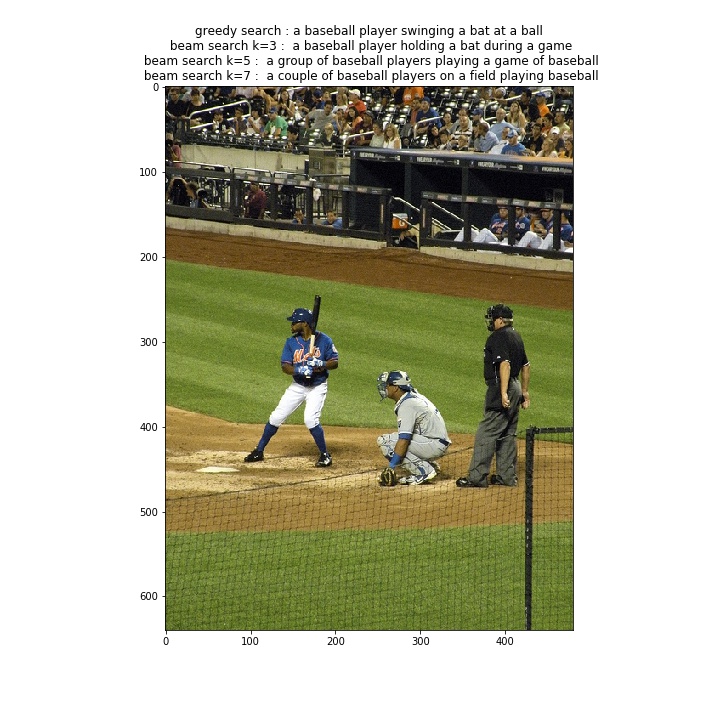 greedy search : a baseball player swinging a bat at a ball
beam search k=3 : a baseball player holding a bat during a game
beam search k=5 : a group of baseball players playing a game of baseball
beam search k=7 : a couple of baseball players on a field playing baseball
0
100
200
300
400
500
600
Mets
0
100
200
300
400